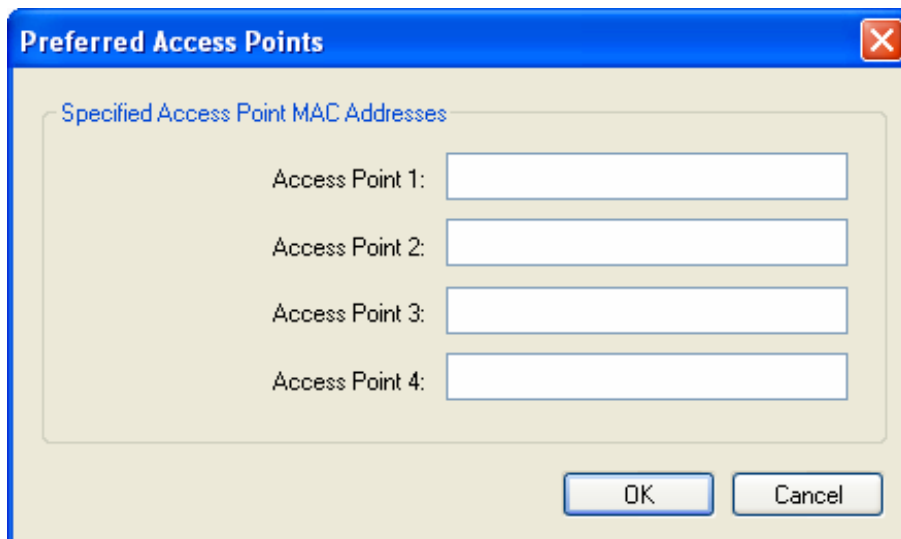 Preferred Access Points
Specified Access Point MAC Addresses
Access Point 1:
Access Point 2:
Access Point 3:
Access Point 4:
OK
Cancel